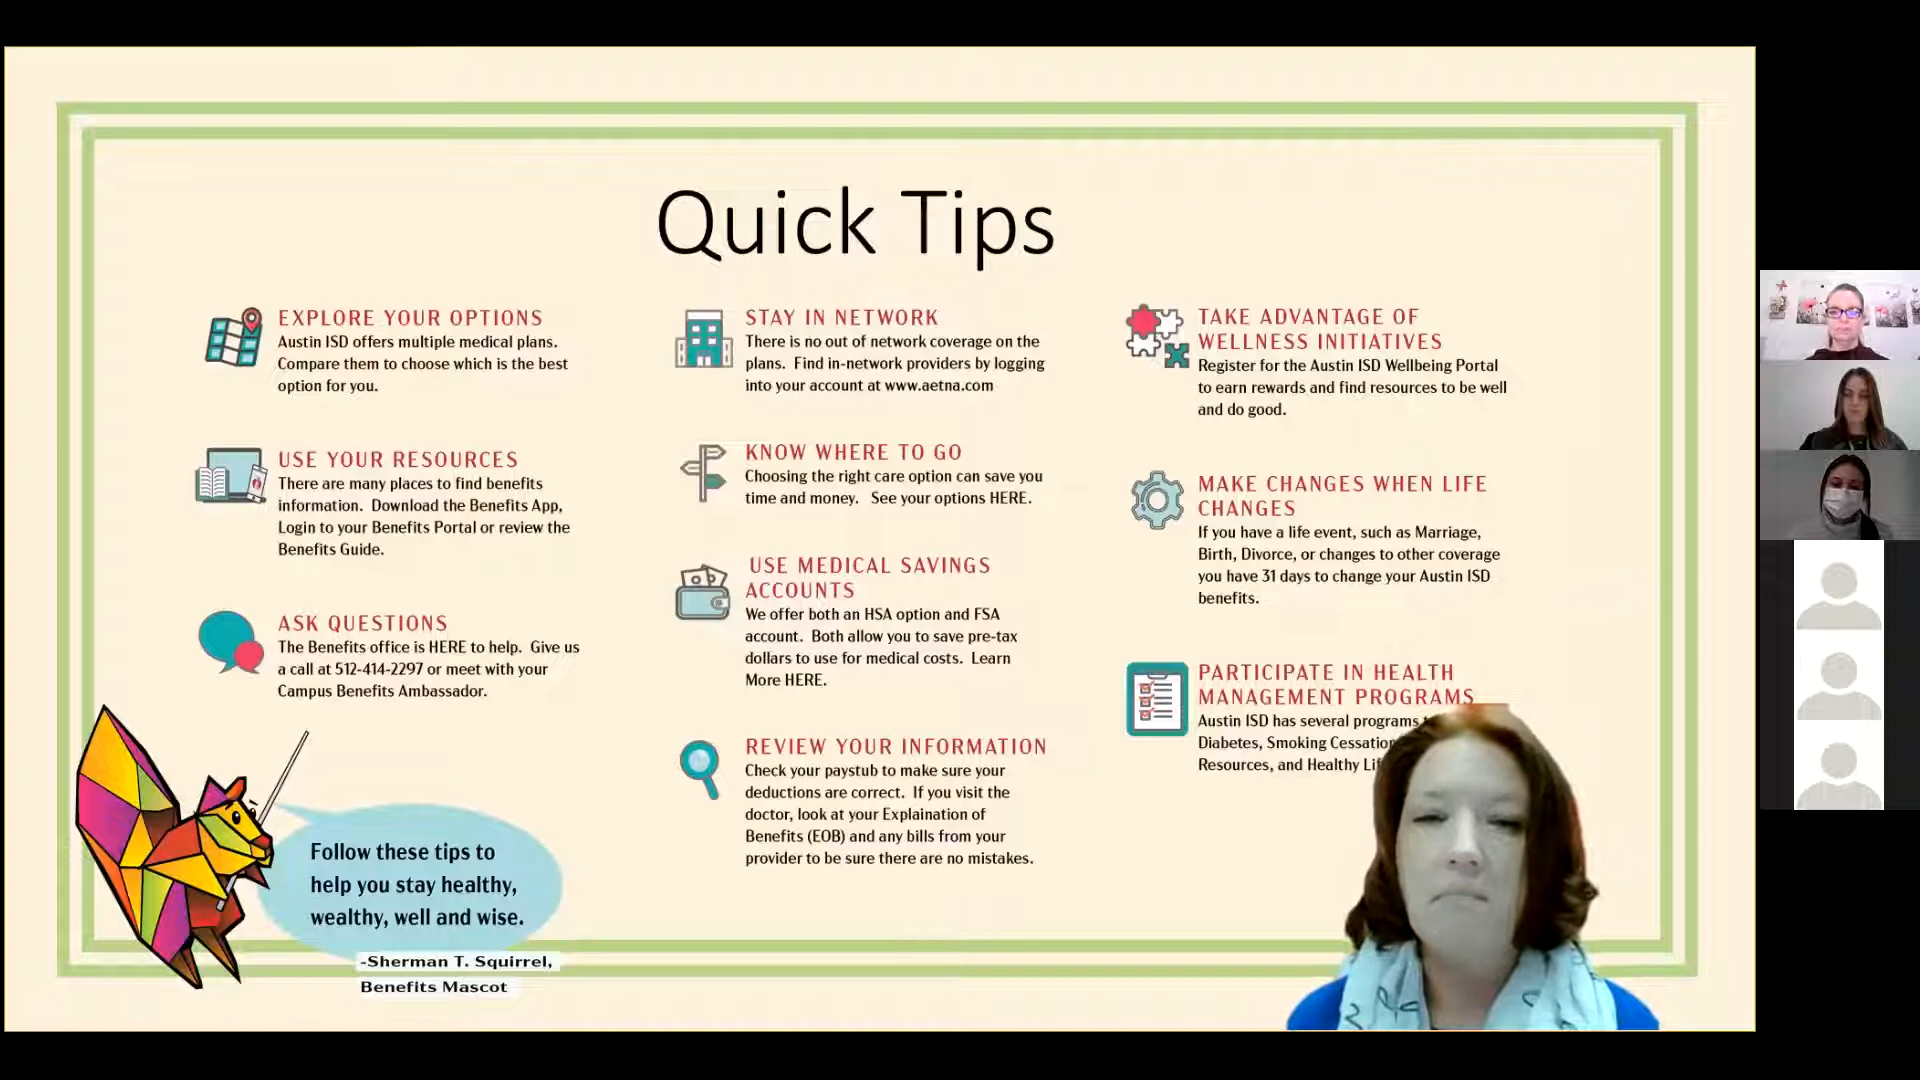 Quick Tips
EXPLORE YOUR OPTIONS
Austin ISD offers multiple medical plans.
Compare them to choose which is the best
option for you.
USE YOUR RESOURCES
There are many places to find benefits
information. Download the Benefits App,
Login to your Benefits Portal or review the
Benefits Guide.
ASK QUESTIONS
The Benefits office is HERE to help. Give us
a call at 512-414-2297 or meet with your
Campus Benefits Ambassador.
Follow these tips to
help you stay healthy,
wealthy, well and wise.
-Sherman T. Squirrel,
Benefits Mascot
STAY IN NETWORK
There is no out of network coverage on the
plans. Find in-network providers by logging
into your account at www.aetna.com
KNOW WHERE TO GO
Choosing the right care option can save you
time and money. See your options HERE.
USE MEDICAL SAVINGS
ACCOUNTS
We offer both an HSA option and FSA
account. Both allow you to save pre-tax
dollars to use for medical costs. Learn
More HERE.
REVIEW YOUR INFORMATION
Check your paystub to make sure your
deductions are correct. If you visit the
doctor, look at your Explaination of
Benefits (EOB) and any bills from your
provider to be sure there are no mistakes.
TAKE ADVANTAGE OF
WELLNESS INITIATIVES
Register for the Austin ISD Wellbeing Portal
to earn rewards and find resources to be well
and do good.
MAKE CHANGES WHEN LIFE
CHANGES
If you have a life event, such as Marriage,
Birth, Divorce, or changes to other coverage
you have 31 days to change your Austin ISD
benefits.
PARTICIPATE IN HEALTH
MANAGEMENT PROGRAMS
Austin ISD has several programs
Diabetes, Smoking Cessation
Resources, and Healthy